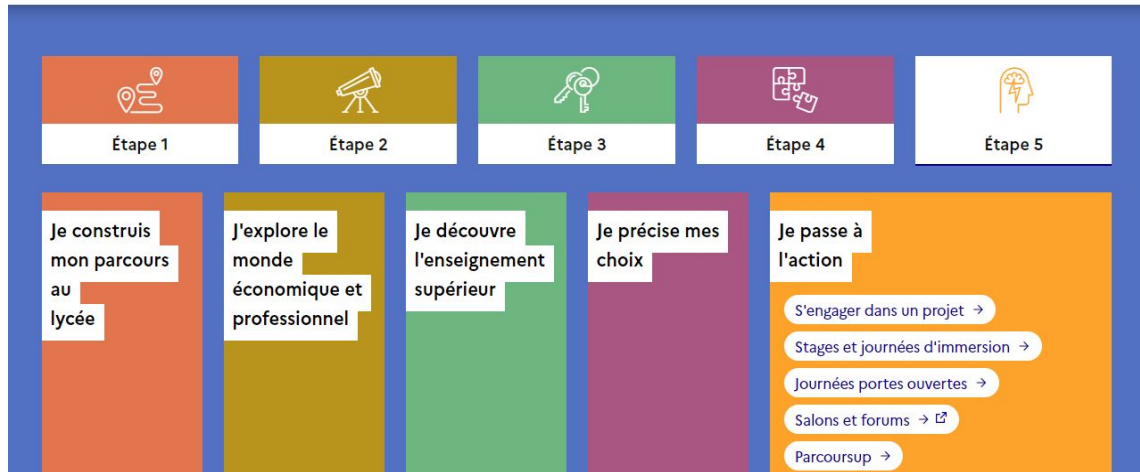 Étape 1
Étape 2
Étape 3
Étape 4
Étape 5
Je construis
mon parcours
au
lycée
J'explore le
monde
économique et
professionnel
Je découvre
l'enseignement
supérieur
Je précise mes
choix
Je passe à
l'action
S'engager dans un projet →
Stages et journées d'immersion →
Journées portes ouvertes →
Salons et forums →
Parcoursup →